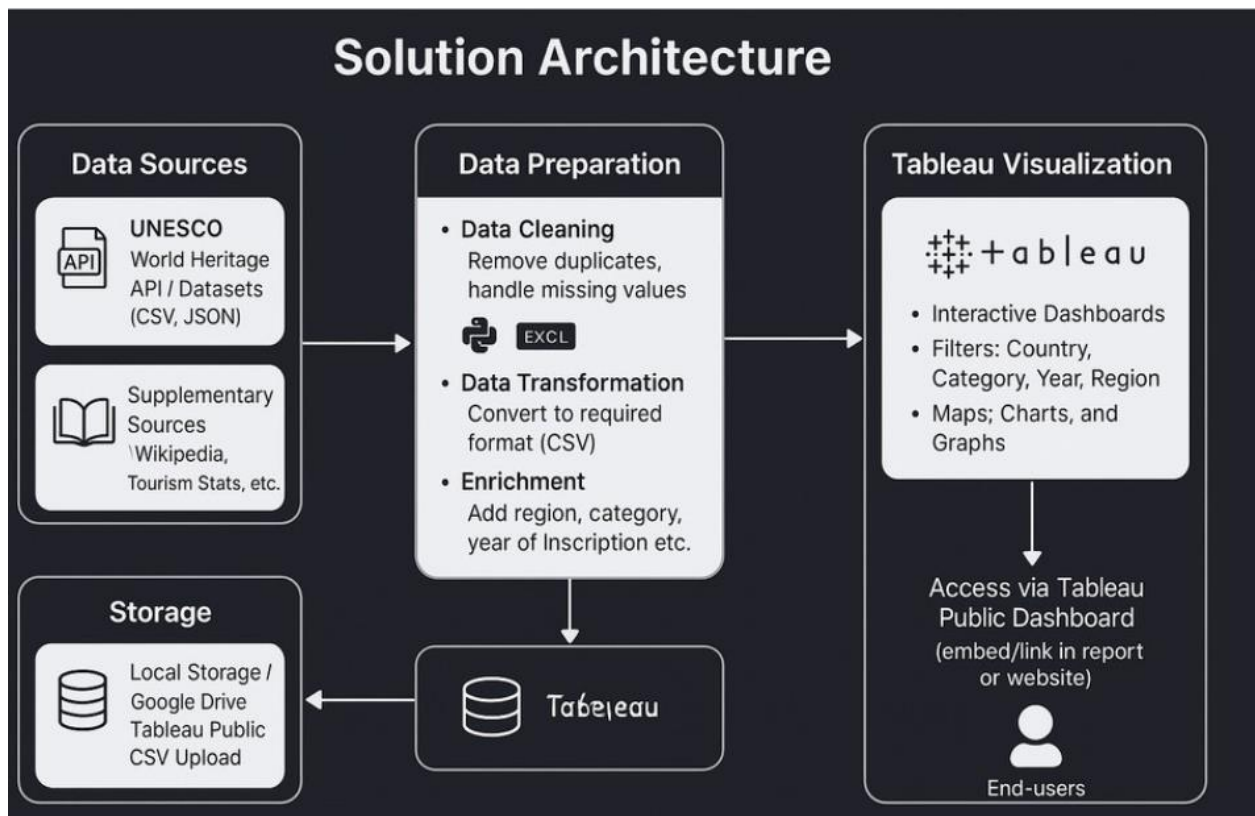 Solution Architecture
Data Sources
API
UNESCO
World Heritage
API / Datasets
(CSV, JSON)
Supplementary
Sources
\Wikipedia,
Tourism Stats, etc.
Data Preparation
• Data Cleaning
Remove duplicates,
handle missing values
EXCL
• Data Transformation
Convert to required
format (CSV)
• Enrichment
Add region, category,
year of Inscription etc.
Tableau Visualization
+ableau
• Interactive Dashboards
• Filters: Country,
Category, Year, Region
• Maps; Charts, and
Graphs
Access via Tableau
Public Dashboard
(embed/link in report
or website)
End-users
Storage
Local Storage /
Google Drive
Tableau Public
CSV Upload